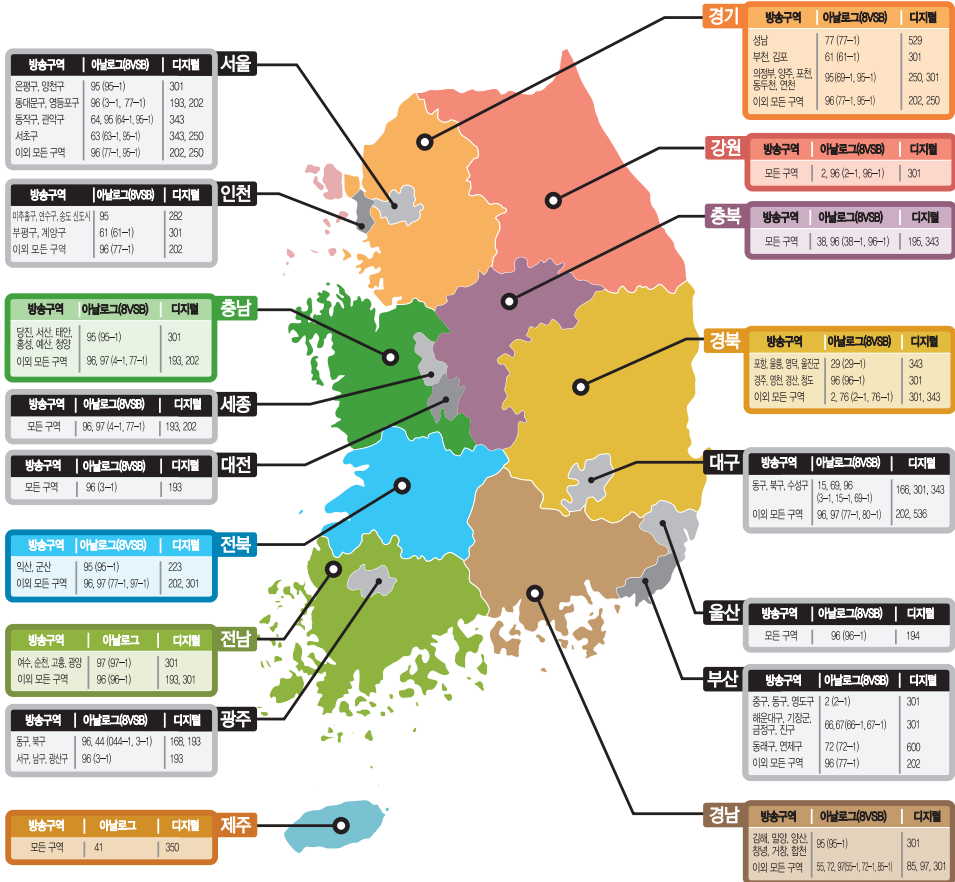 경기
방송구역 아날로그(8VSB) 디지털
성남 77 (77-1) 529
부천, 김포 61 (61-1) 301
의정부, 양주, 포천, 동두천, 연천 95(69-1, 95-1) 250, 301
이외 모든 구역 96 (77-1, 95-1) 202, 250
서울
방송구역 아날로그(8VSB) 디지털
은평구, 양천구 95 (95-1) 301
동대문구, 영등포구 96 (3-1, 77-1) 193, 202
동작구, 관악구 64, 95 (64-1, 95-1) 343
서초구 63 (63-1, 95-1) 343, 250
이외 모든 구역 96 (77-1, 95-1) 202, 250
강원
방송구역 아날로그(8VSB) 디지털
모든 구역 2, 96 (2-1, 96-1) 301
인천
방송구역 아날로그(8VSB) 디지털
미추홀구, 연수구, 송도 신도시 95 282
부평구, 계양구 61 (61-1) 301
이외 모든 구역 96 (77-1) 202
충북
방송구역 아날로그(8VSB) 디지털
모든 구역 38, 96 (38-1, 96-1) 195, 343
충남
방송구역 아날로그(8VSB) 디지털
당진, 서산, 태안, 홍성, 예산, 청양 95 (95-1) 301
이외 모든 구역 96, 97 (4-1, 77-1) 193, 202
경북
방송구역 아날로그(8VSB) 디지털
포항, 울릉, 영덕, 울진군 29 (29-1) 343
경주, 영천, 경산, 청도 96 (96-1) 301
이외 모든 구역 2, 76 (2-1, 76-1) 301, 343
세종
방송구역 아날로그(8VSB) 디지털
모든 구역 96, 97 (4-1, 77-1) 193, 202
대전
방송구역 아날로그(8VSB) 디지털
모든 구역 96 (3-1) 193
대구
방송구역 아날로그(8VSB) 디지털
동구, 북구, 수성구 15, 69, 96 (3-1, 15-1, 69-1) 166, 301, 343
이외 모든 구역 96, 97 (77-1, 80-1) 202, 536
전북
방송구역 아날로그(8VSB) 디지털
익산, 군산 95 (95-1) 223
이외 모든 구역 96, 97 (77-1, 97-1) 202, 301
울산
방송구역 아날로그(8VSB) 디지털
모든 구역 96 (96-1) 194
전남
방송구역 아날로그 디지털
여수, 순천, 고흥, 광양 97 (97-1) 301
이외 모든 구역 96 (96-1) 193, 301
부산
방송구역 아날로그(8VSB) 디지털
중구, 동구, 영도구 2 (2-1) 301
해운대구, 기장군, 금정구, 진구 66,67(66-1, 67-1) 301
동래구, 연제구 72 (72-1) 600
이외 모든 구역 96 (77-1) 202
광주
방송구역 아날로그(8VSB) 디지털
동구, 북구 96, 44 (044-1, 3-1) 168, 193
서구, 남구, 광산구 96 (3-1) 193
제주
방송구역 아날로그 디지털
모든 구역 41 350
경남
방송구역 아날로그(8VSB) 디지털
김해, 밀양, 양산, 창녕, 거창, 합천 95 (95-1) 301
이외 모든 구역 55, 72, 97(55-1, 72-1, 85-1) 85, 97, 301